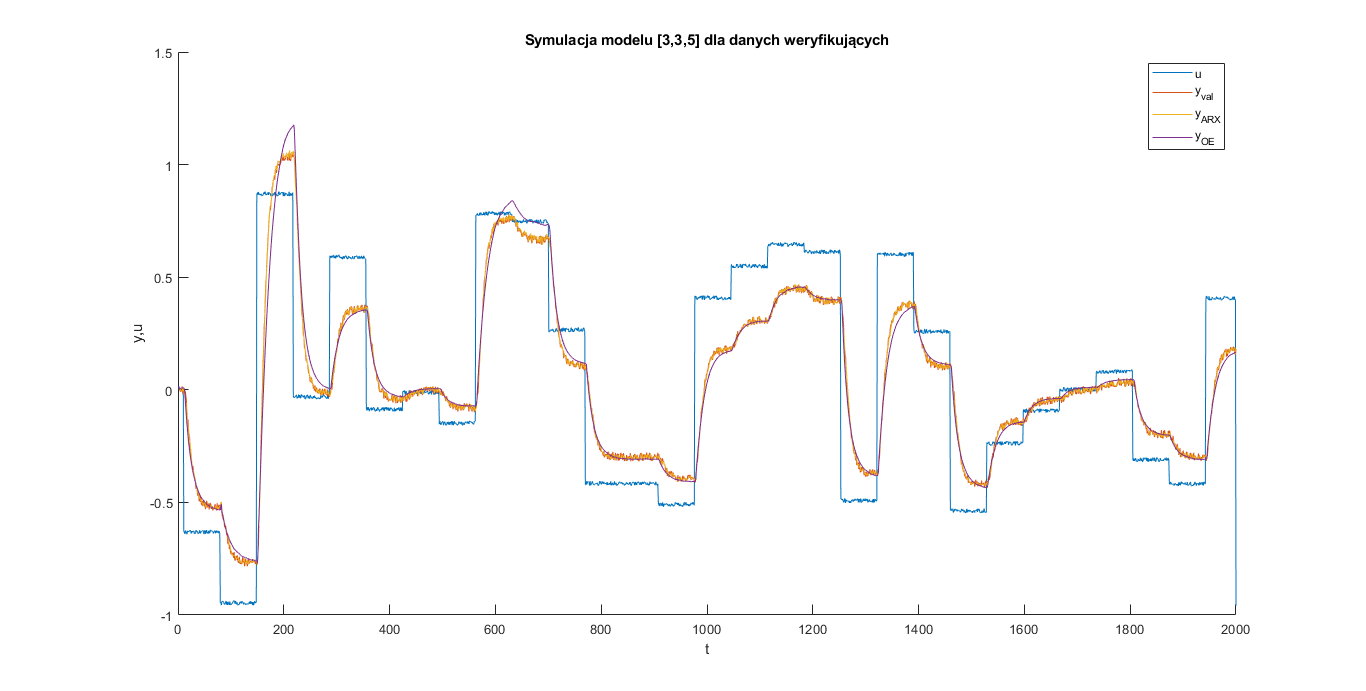 Symulacja modelu [3,3,5] dla danych weryfikujących
1.5
1
0.5
0
-0.5
-1
y,u
0 200 400 600 800 1000 1200 1400 1600 1800 2000
t
u
y_val
y_ARX
y_OE